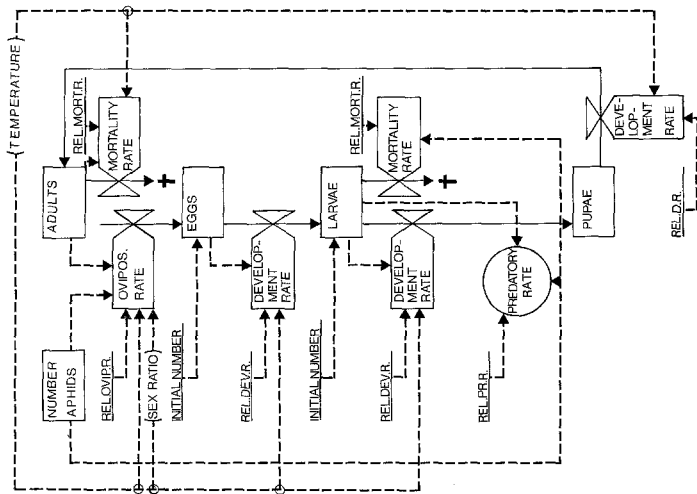 {TEMPERATURE}
ADULTS
REL.MORT.R.
MORTALITY
RATE
NUMBER
APHIDS
OVIPOS.
RATE
REL.OVIP.R.
{SEX RATIO}
EGGS
INITIAL NUMBER
DEVELOP-
MENT
RATE
REL.DEV.R.
LARVAE
INITIAL NUMBER
REL.MORT.R.
MORTALITY
RATE
DEVELOP-
MENT
RATE
REL.DEV.R.
PREDATORY
RATE
REL.PR.R.
PUPAE
DEVE-
LOP-
MENT
RATE
REL.D.R.